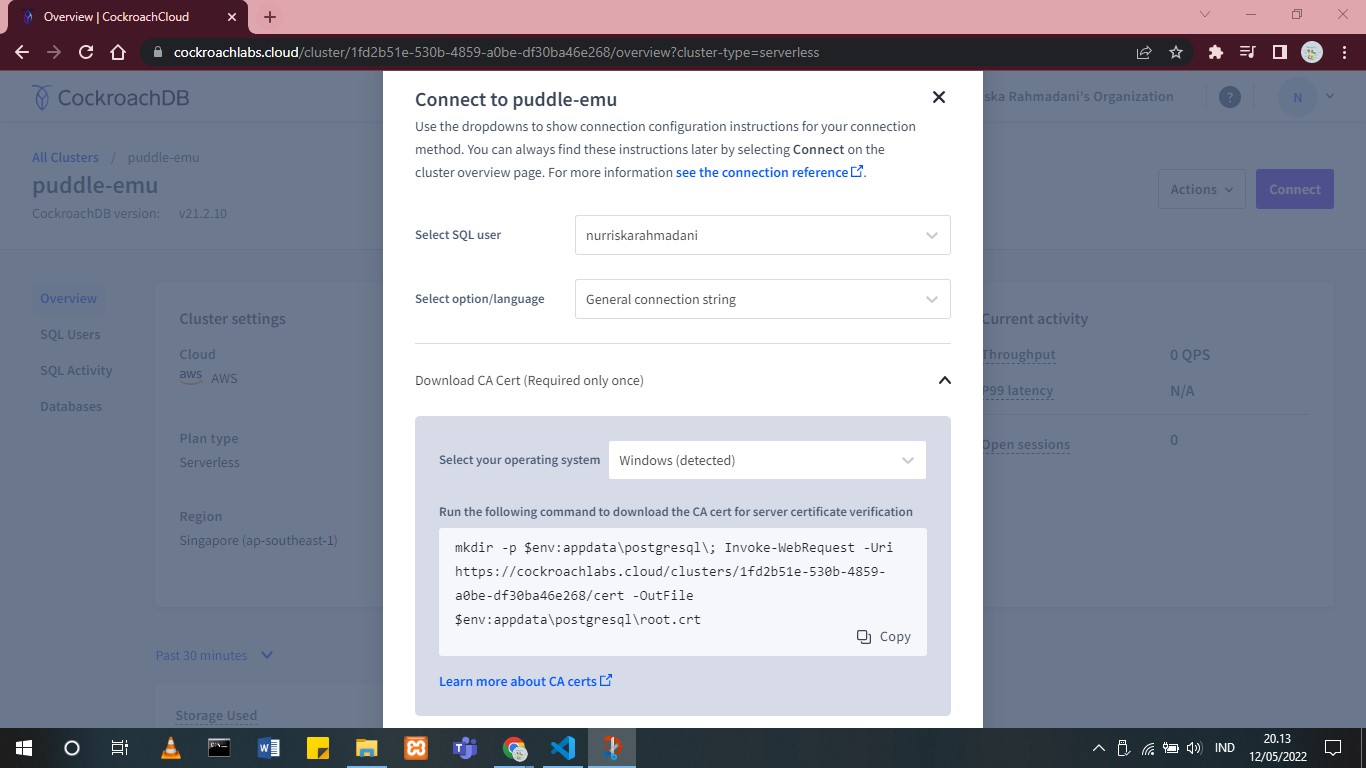 Overview | CockroachCloud
cockroachlabs.cloud/cluster/1fd2b51e-530b-4859-a0be-df30ba46e268/overview?cluster-type=serverless
CockroachDB
ska Rahmadani's Organization
?
N
All Clusters / puddle-emu
puddle-emu
CockroachDB version: v21.2.10
Actions
Connect
Overview
SQL Users
SQL Activity
Databases
Cluster settings
Cloud
aws AWS
Plan type
Serverless
Region
Singapore (ap-southeast-1)
Past 30 minutes
Storage Used
Connect to puddle-emu
Use the dropdowns to show connection configuration instructions for your connection
method. You can always find these instructions later by selecting Connect on the
cluster overview page. For more information see the connection reference.
Select SQL user
nurriskarahmadani
Select option/language
General connection string
Download CA Cert (Required only once)
Select your operating system
Windows (detected)
Run the following command to download the CA cert for server certificate verification
mkdir -p $env:appdata\postgresql\; Invoke-WebRequest -Uri
https://cockroachlabs.cloud/clusters/1fd2b51e-530b-4859-
a0be-df30ba46e268/cert -OutFile
$env:appdata\postgresql\root.crt
Copy
Learn more about CA certs
Current activity
Throughput 0 QPS
P99 latency N/A
Open sessions 0
IND
20.13
12/05/2022